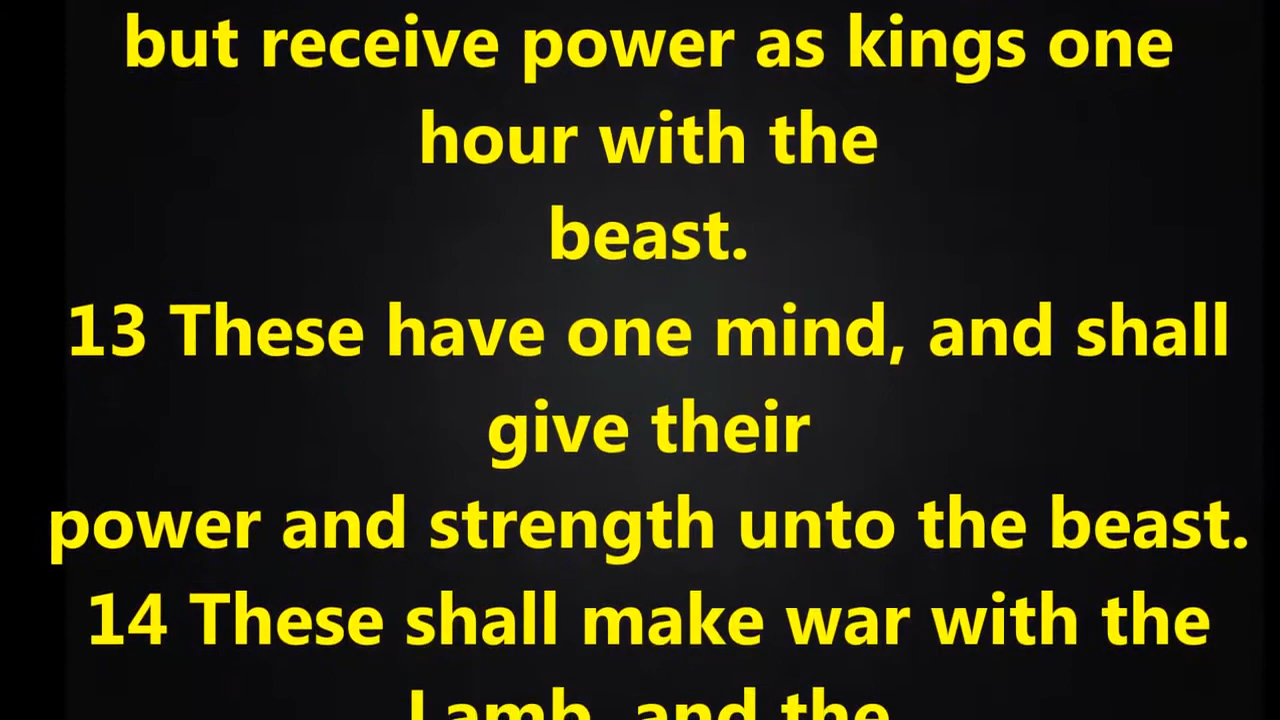 but receive power as kings one
hour with the
beast.
13 These have one mind, and shall
give their
power and strength unto the beast.
14 These shall make war with the
Lamb, and the